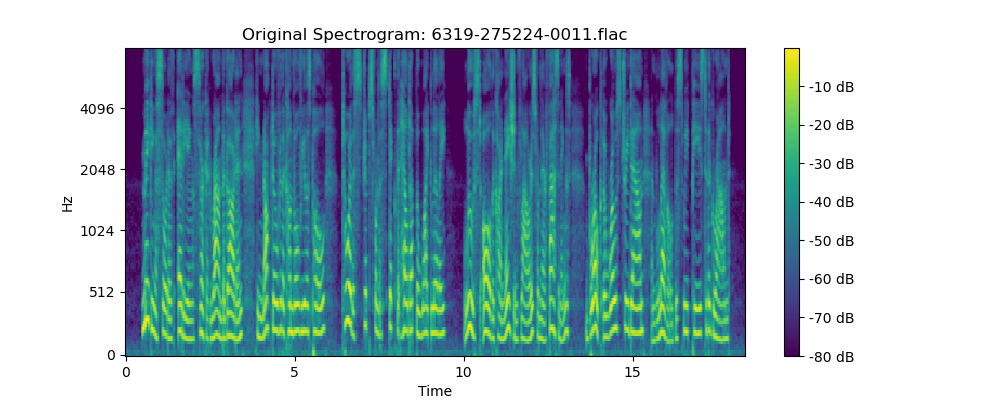 Original Spectrogram: 6319-275224-0011.flac
Hz
4096
2048
1024
512
0
0
5
10
15
Time
-10 dB
-20 dB
-30 dB
-40 dB
-50 dB
-60 dB
-70 dB
-80 dB